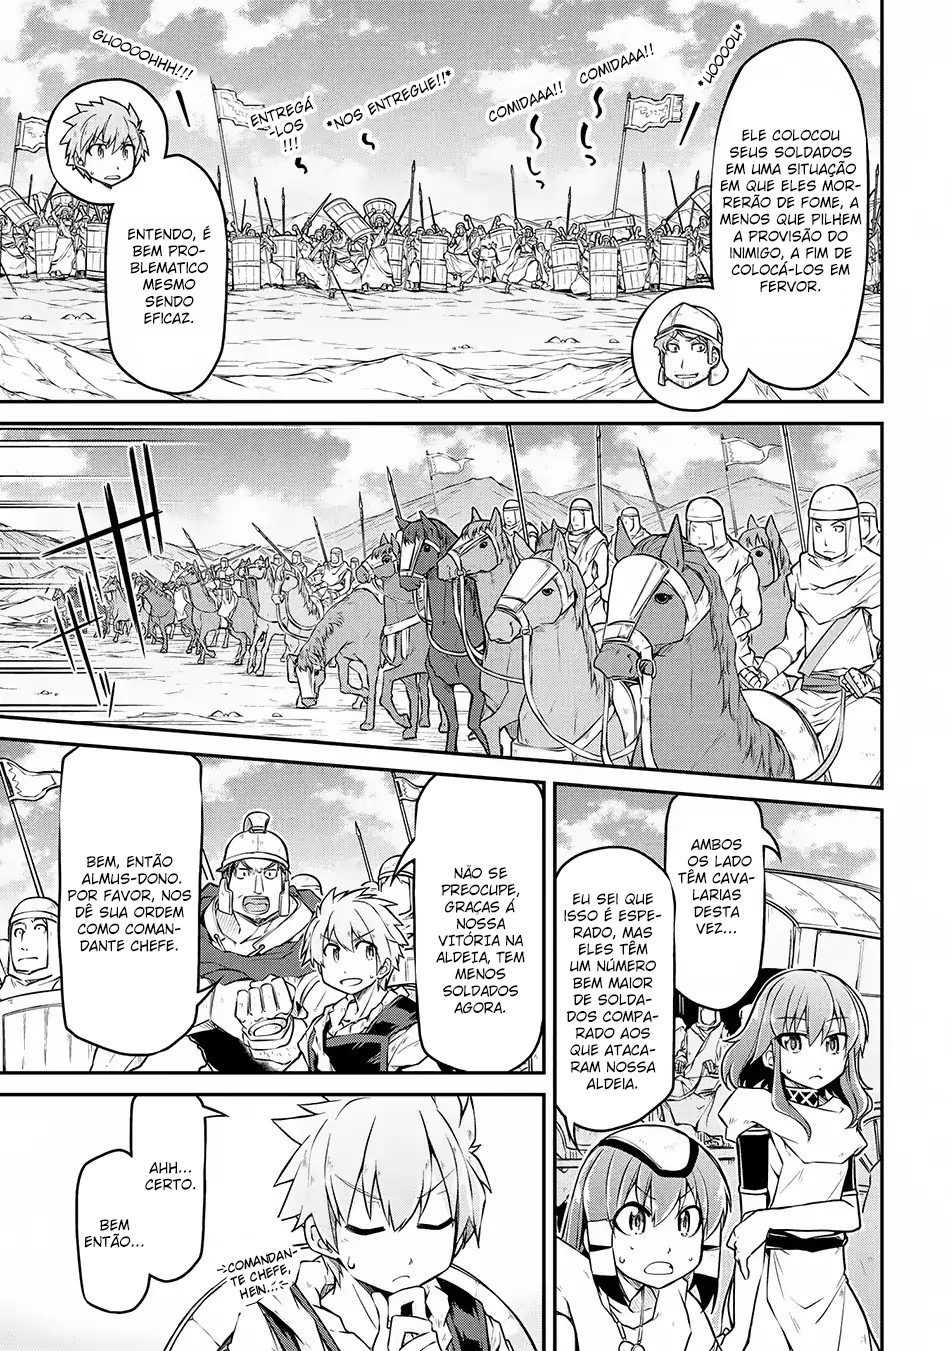 *UOOOOU*
COMIDAAA!!
COMIDAAA!!
*NOS ENTREGUE!!*
ENTREGÁ
-LOS
!!!
GUOOOOHHH!!!
ELE COLOCOU
SEUS SOLDADOS
EM UMA SITUAÇÃO
EM QUE ELES MOR-
RERÃO DE FOME, A
MENOS QUE PILHEM
A PROVISÃO DO
INIMIGO, A FIM DE
COLOCÁ-LOS EM
FERVOR.
ENTENDO, É
BEM PRO-
BLEMATICO
MESMO
SENDO
EFICAZ.
AMBOS
OS LADO
TÊM CAVA-
LARIAS
DESTA
VEZ...
EU SEI QUE
ISSO É ESPE-
RADO, MAS
ELES TÊM
UM NÚMERO
BEM MAIOR
DE SOLDA-
DOS COMPA-
RADO AOS
QUE ATACA-
RAM NOSSA
ALDEIA.
NÃO SE
PREOCUPE,
GRAÇAS Á
NOSSA
VITÓRIA NA
ALDEIA, TEM
MENOS
SOLDADOS
AGORA.
BEM, ENTÃO
ALMUS-DONO.
POR FAVOR, NOS
DÊ SUA ORDEM
COMO COMAN-
DANTE CHEFE.
AHH...
CERTO.
BEM
ENTÃO...
COMANDAN-
TE CHEFE,
HEIN...